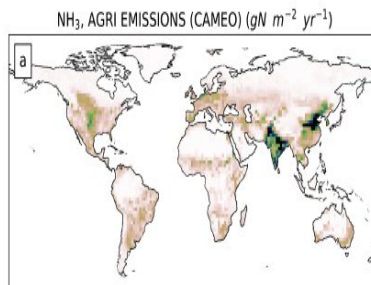 NH₃, AGRI EMISSIONS (CAMEO) (gN m⁻² yr⁻¹)
a